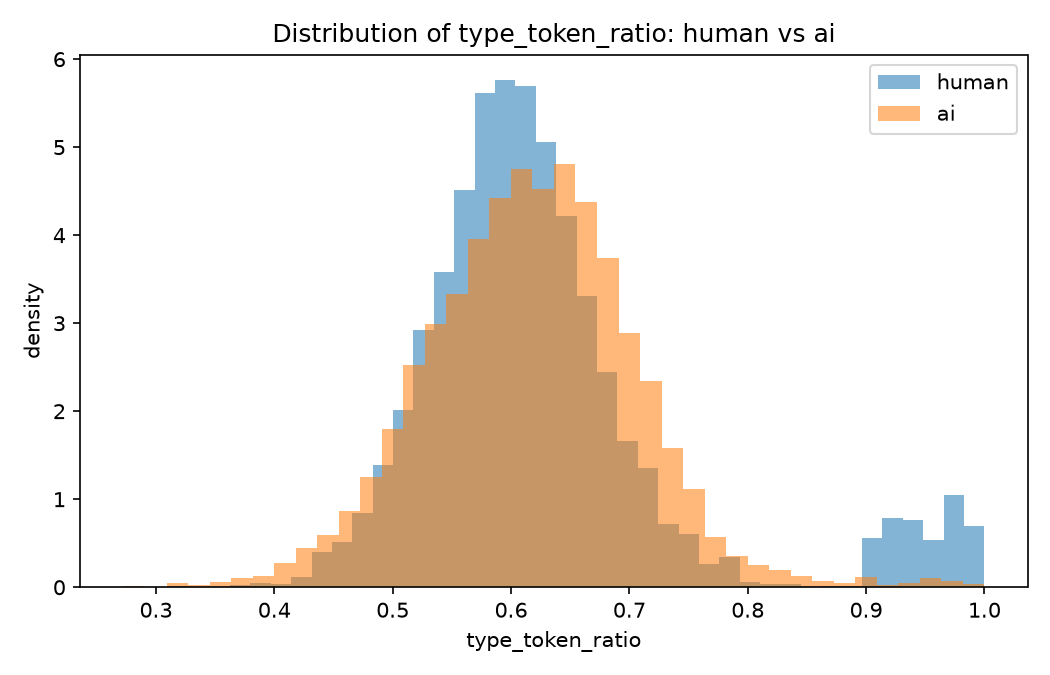 Distribution of type_token_ratio: human vs ai
human
ai
6
5
4
3
2
1
0
density
0.3 0.4 0.5 0.6 0.7 0.8 0.9 1.0
type_token_ratio